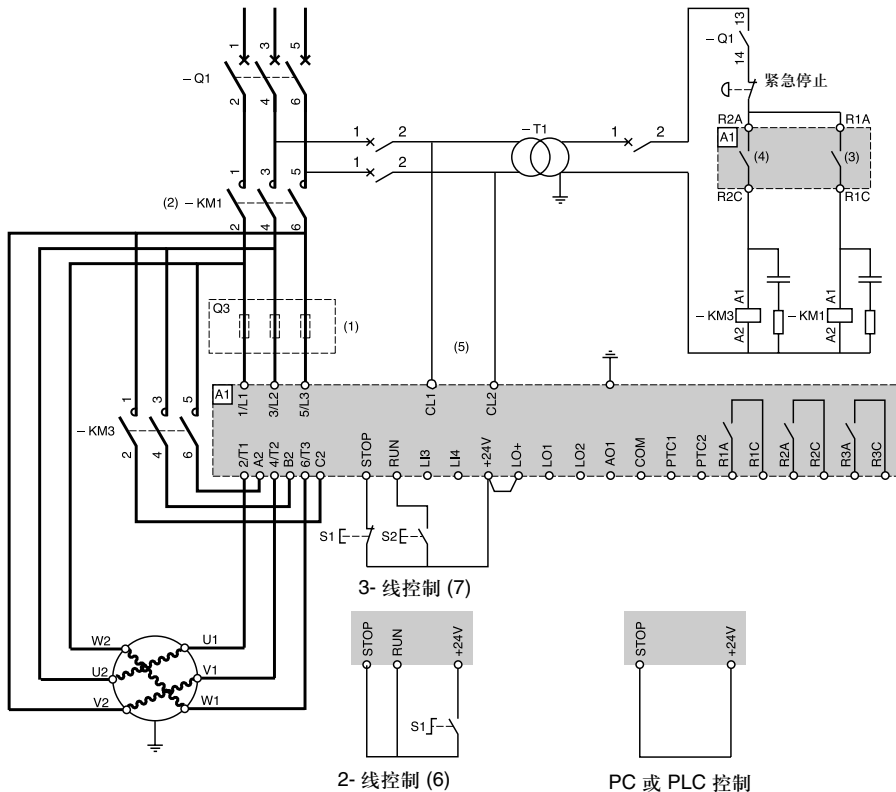 1 3 5
– Q1
2 4 6
1 2
1 2
– T1
1 2
13
– Q1
14
紧急停止
R2A R1A
A1
(4) (3)
R2C R1C
1 3 5
(2) – KM1
2 4 6
Q3
(1)
(5)
A1 A1
– KM3 – KM1
A2 A2
A1
1/L1 3/L2 5/L3 CL1 CL2
1 3 5
– KM3
2 4 6
2/T1 A2 4/T2 B2 6/T3 C2 STOP RUN LI3 LI4 +24V LO+ LO1 LO2 AO1 COM PTC1 PTC2 R1A R1C R2A R2C R3A R3C
S1 S2
3- 线控制 (7)
W2 U1
U2 V1
V2 W1
STOP RUN +24V
S1
2- 线控制 (6)
STOP +24V
PC 或 PLC 控制